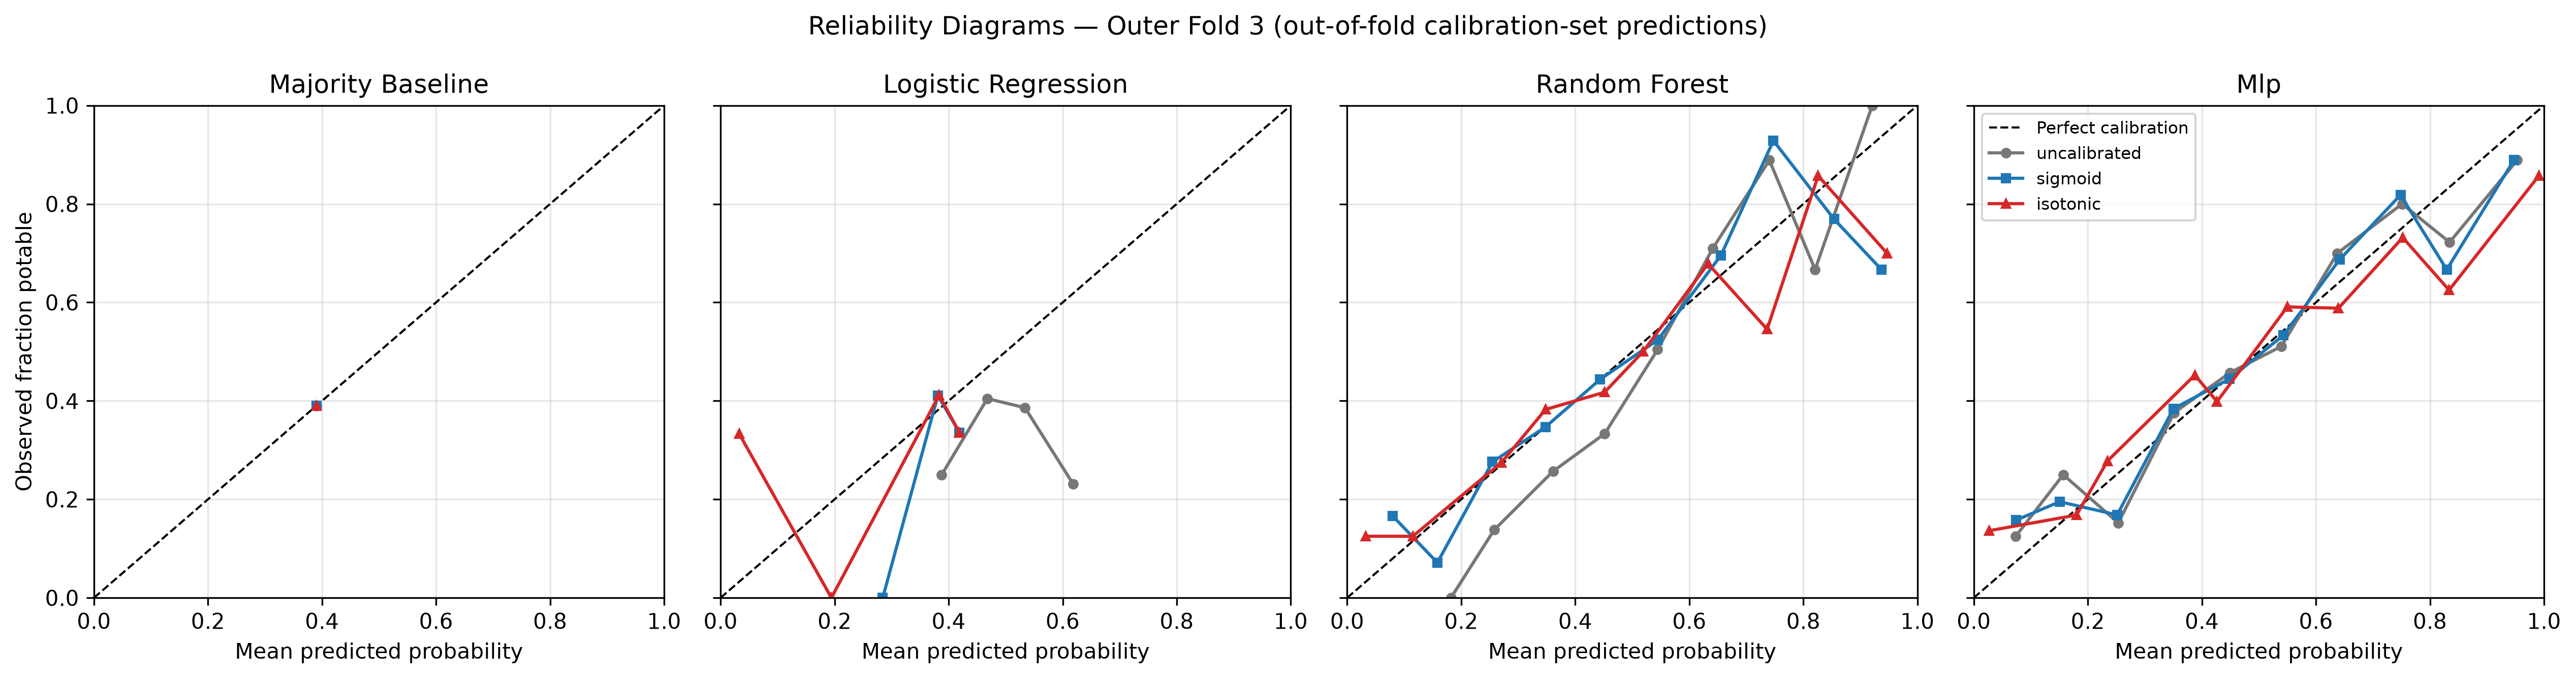 Reliability Diagrams — Outer Fold 3 (out-of-fold calibration-set predictions)
Majority Baseline
Observed fraction potable
1.0
0.8
0.6
0.4
0.2
0.0
0.0 0.2 0.4 0.6 0.8 1.0
Mean predicted probability
Logistic Regression
0.0 0.2 0.4 0.6 0.8 1.0
Mean predicted probability
Random Forest
0.0 0.2 0.4 0.6 0.8 1.0
Mean predicted probability
Mlp
Perfect calibration
uncalibrated
sigmoid
isotonic
0.0 0.2 0.4 0.6 0.8 1.0
Mean predicted probability